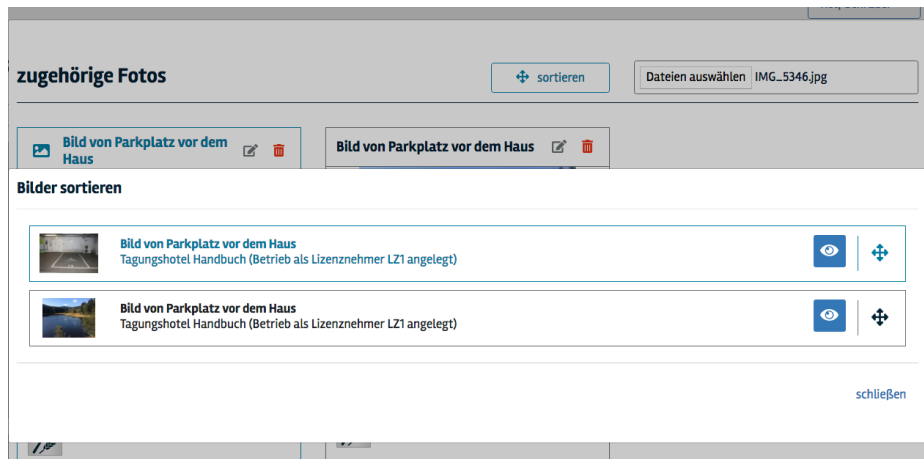 zugehörige Fotos
sortieren
Dateien auswählen IMG_5346.jpg
Bild von Parkplatz vor dem
Haus
Bild von Parkplatz vor dem Haus
Bilder sortieren
Bild von Parkplatz vor dem Haus
Tagungshotel Handbuch (Betrieb als Lizenznehmer LZ1 angelegt)
Bild von Parkplatz vor dem Haus
Tagungshotel Handbuch (Betrieb als Lizenznehmer LZ1 angelegt)
schließen